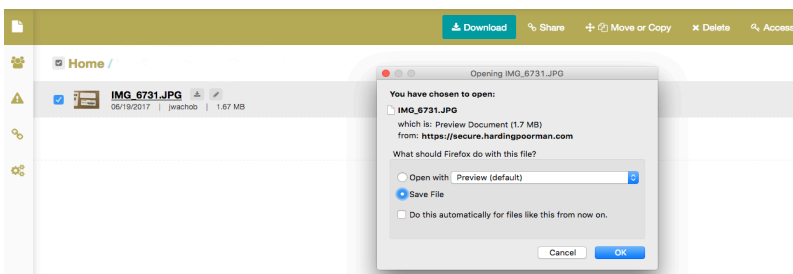 Download Share Move or Copy Delete Access
Home /
IMG_6731.JPG
06/19/2017 | jwachob | 1.67 MB
Opening IMG_6731.JPG
You have chosen to open:
IMG_6731.JPG
which is: Preview Document (1.7 MB)
from: https://secure.hardingpoorman.com
What should Firefox do with this file?
Open with Preview (default)
Save File
Do this automatically for files like this from now on.
Cancel OK